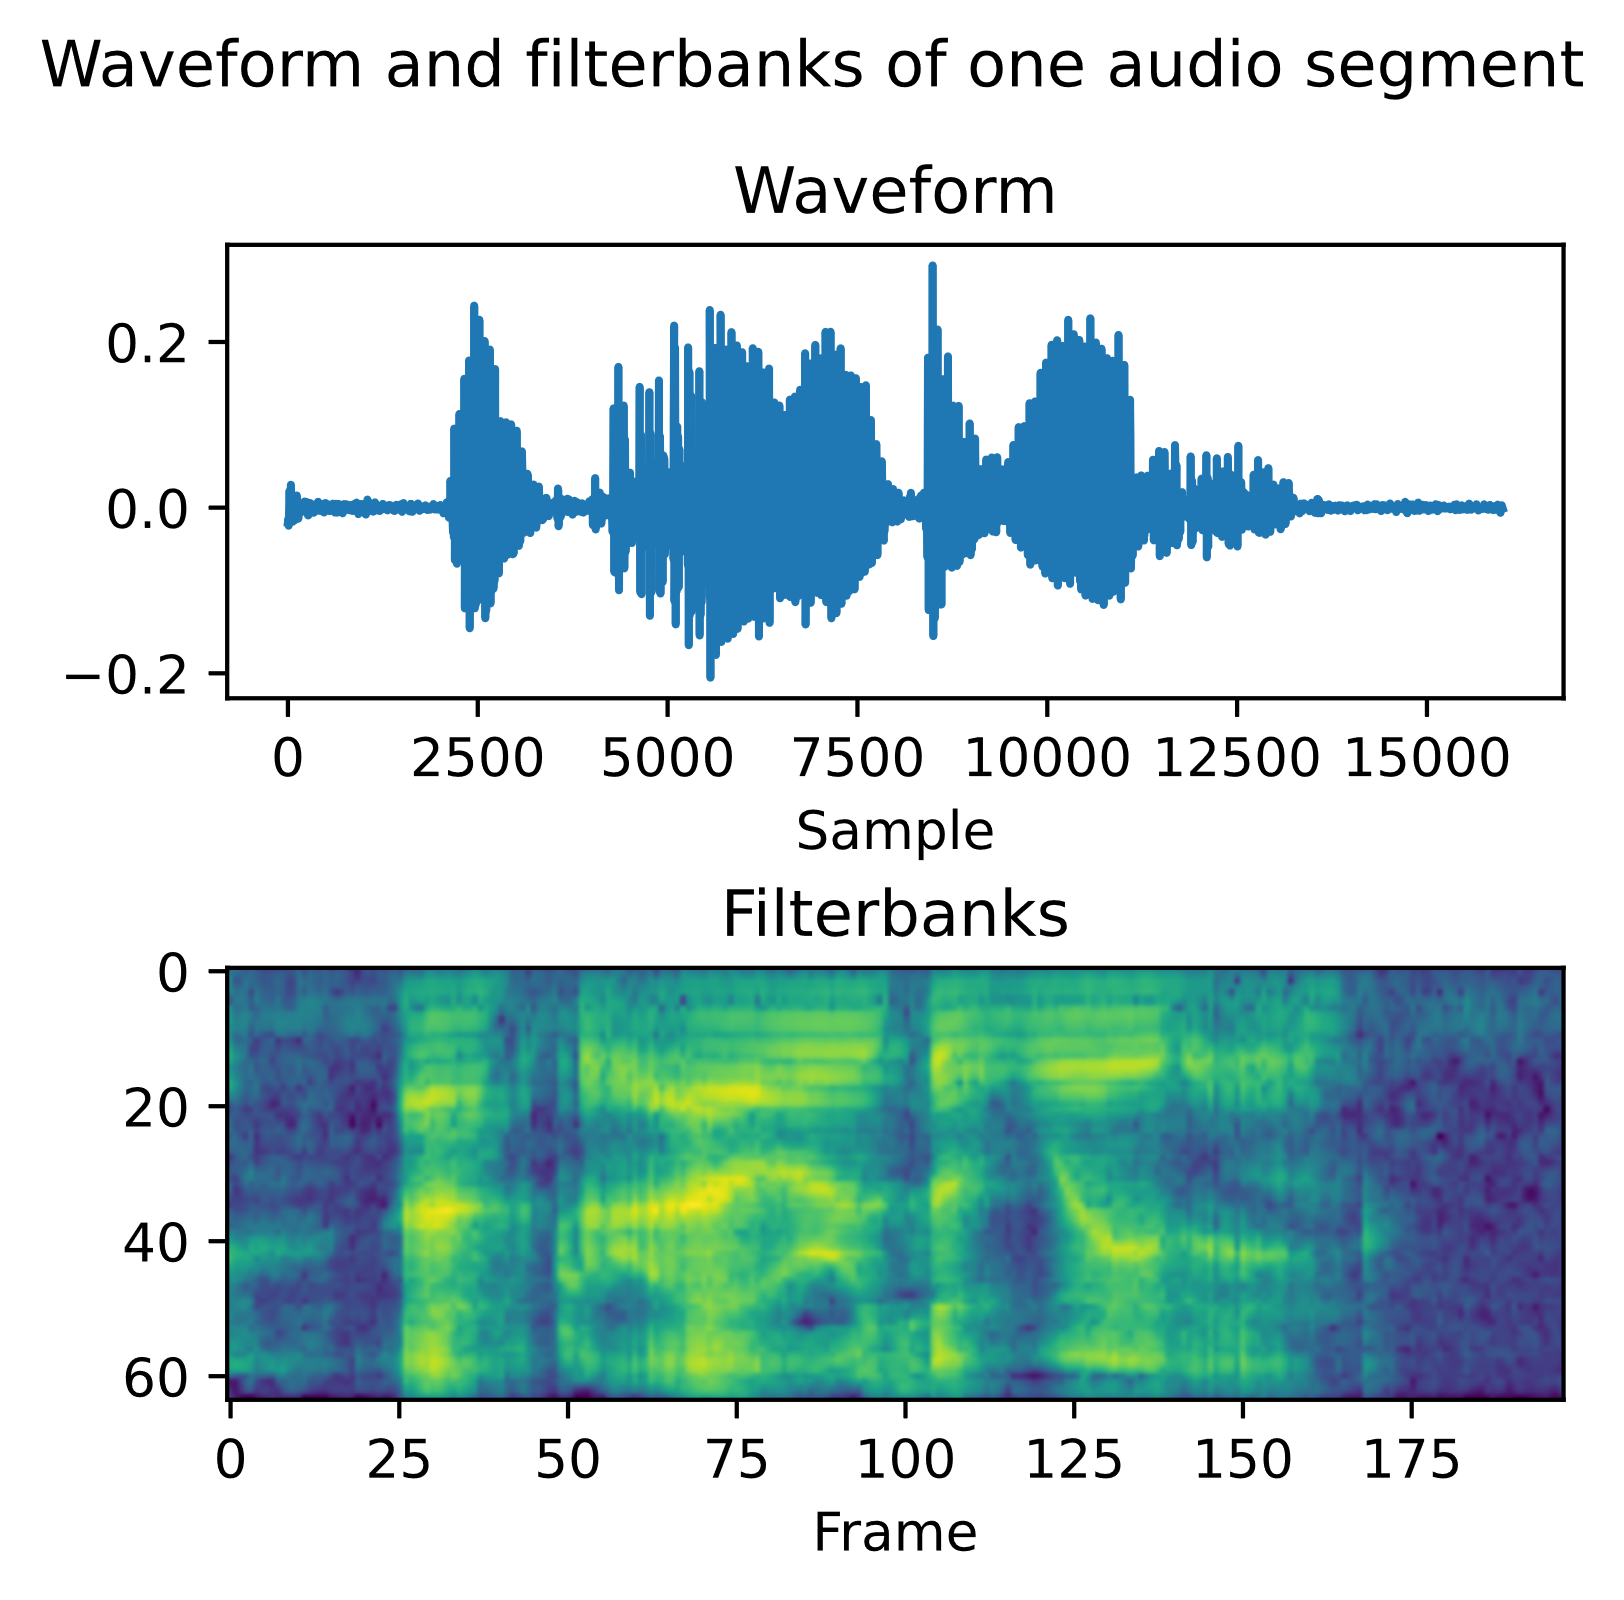 Waveform and filterbanks of one audio segment
Waveform
0.2
0.0
−0.2
0 2500 5000 7500 10000 12500 15000
Sample
Filterbanks
0
20
40
60
0 25 50 75 100 125 150 175
Frame